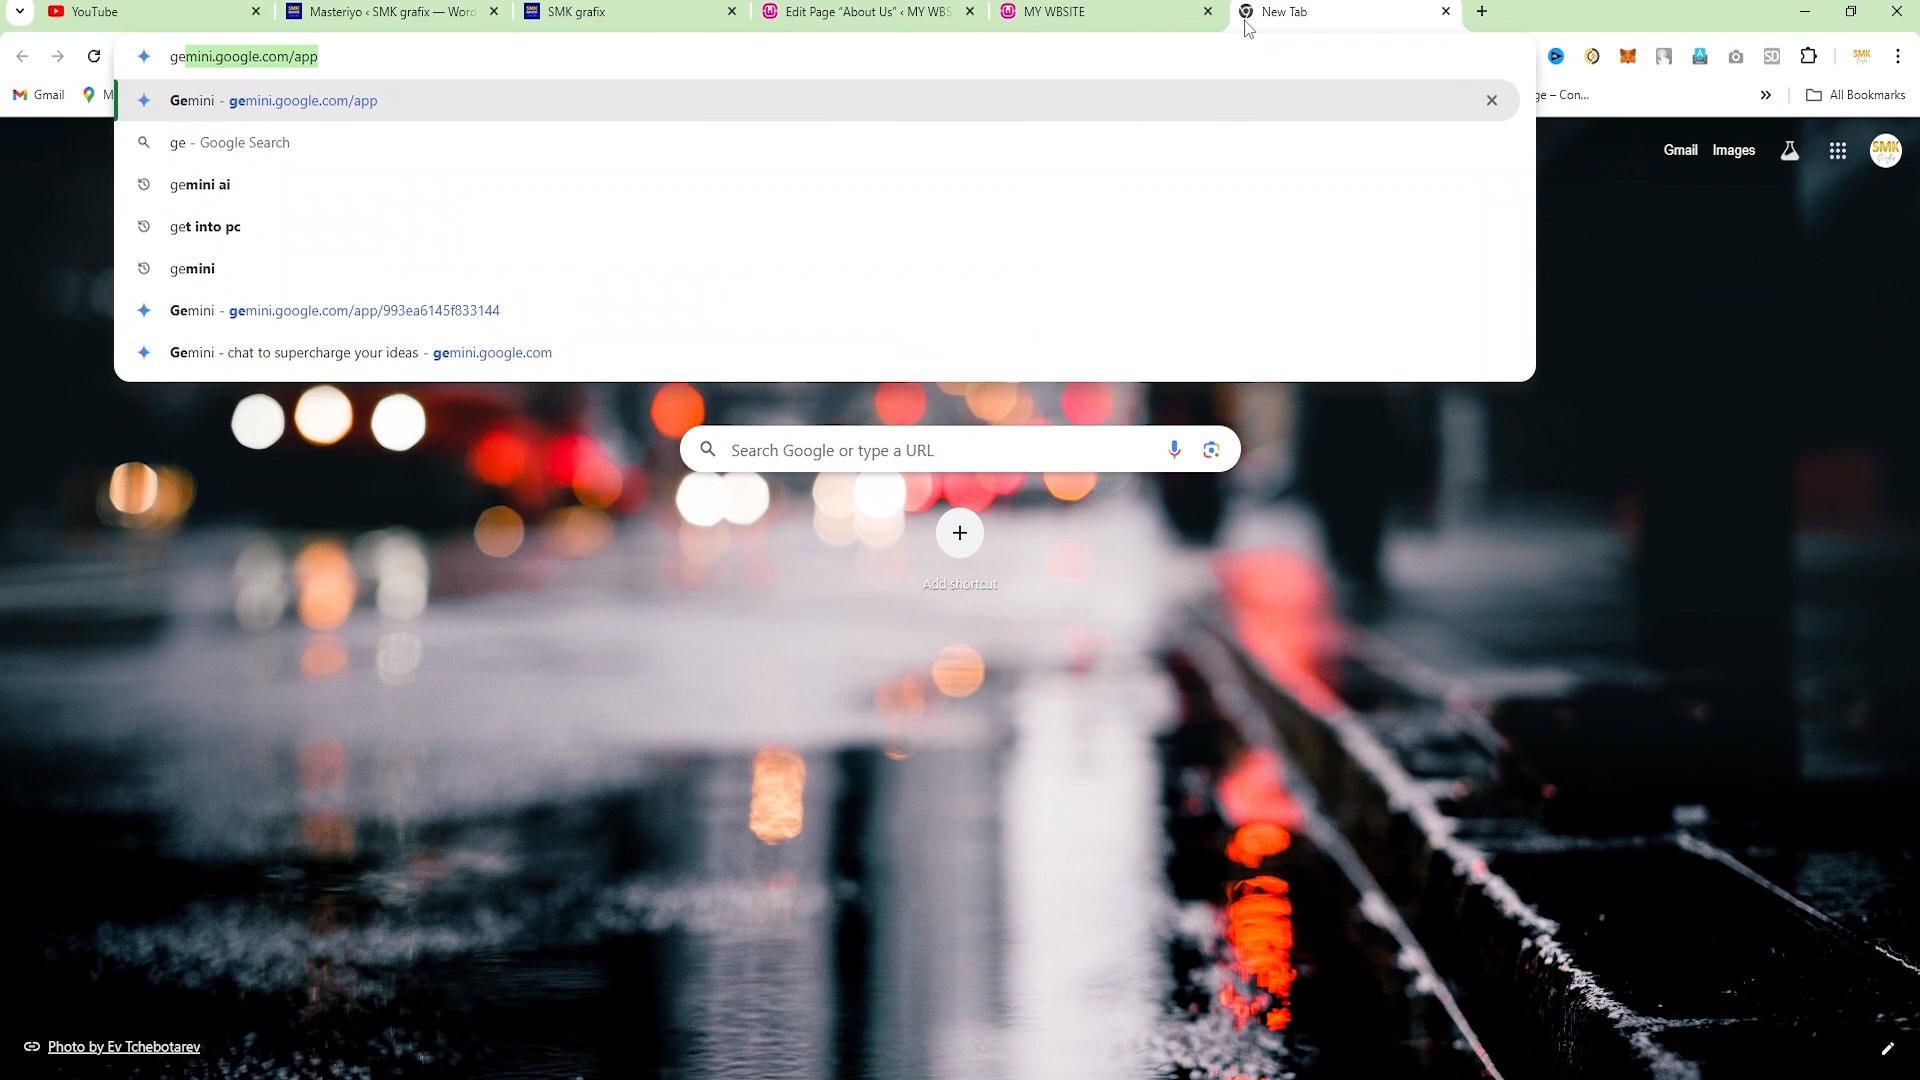 YouTube
Masteriyo ‹ SMK grafix — Word
SMK grafix
Edit Page “About Us” ‹ MY WBS
MY WBSITE
New Tab
gemini.google.com/app
Gmail
M
ge – Con...
All Bookmarks
Gemini - gemini.google.com/app
ge - Google Search
gemini ai
get into pc
gemini
Gemini - gemini.google.com/app/993ea6145f833144
Gemini - chat to supercharge your ideas - gemini.google.com
Gmail
Images
SMK
Search Google or type a URL
Add shortcut
Photo by Ev Tchebotarev